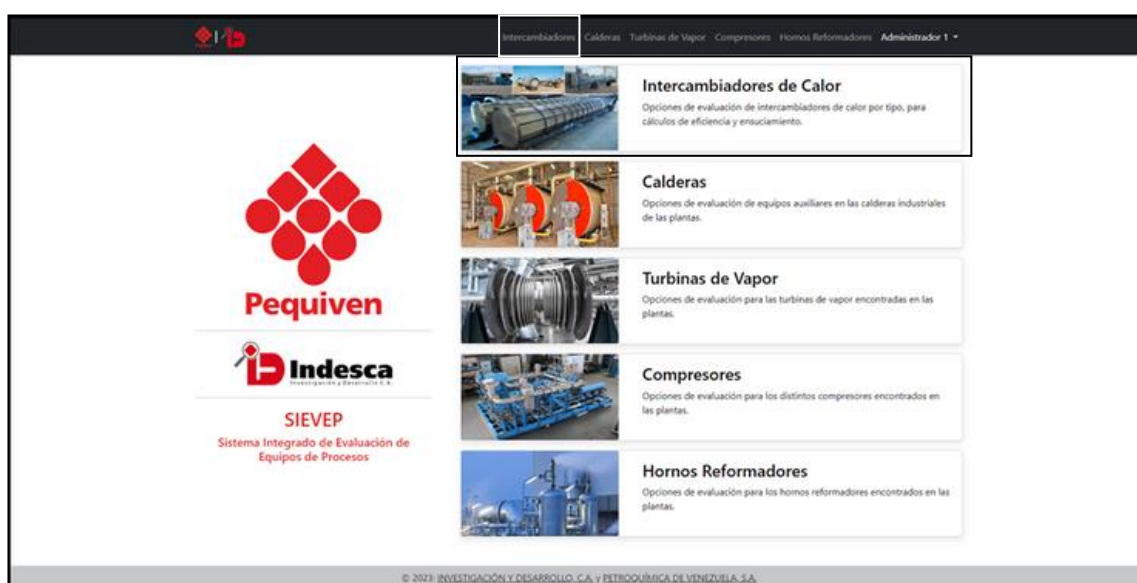 Pequiven
Intercambiadores Calderas Turbinas de Vapor Compresores Hornos Reformadores Administrador 1
Pequiven
Indesca
Investigación y Desarrollo C.A.
SIEVEP
Sistema Integrado de Evaluación de
Equipos de Procesos
Intercambiadores de Calor
Opciones de evaluación de intercambiadores de calor por tipo, para
cálculos de eficiencia y ensuciamiento.
Calderas
Opciones de evaluación de equipos auxiliares en las calderas industriales
de las plantas.
Turbinas de Vapor
Opciones de evaluación para las turbinas de vapor encontradas en las
plantas.
Compresores
Opciones de evaluación para los distintos compresores encontrados en
las plantas.
Hornos Reformadores
Opciones de evaluación para los hornos reformadores encontrados en las
plantas.
© 2023: INVESTIGACIÓN Y DESARROLLO, C.A. y PETROQUÍMICA DE VENEZUELA, S.A.